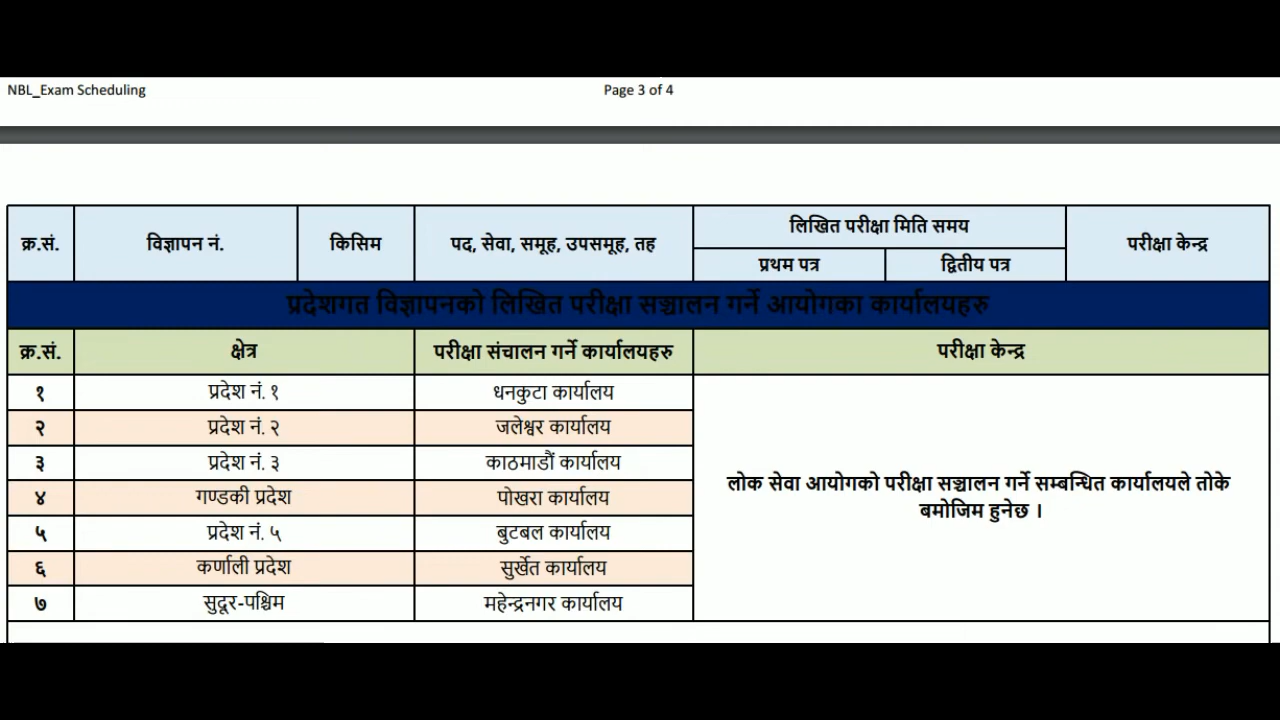 NBL_Exam Scheduling Page 3 of 4
क्र.सं. विज्ञापन नं. किसिम पद, सेवा, समूह, उपसमूह, तह लिखित परीक्षा मिति समय परीक्षा केन्द्र
प्रथम पत्र द्वितीय पत्र
प्रदेशगत विज्ञापनको लिखित परीक्षा सञ्चालन गर्ने आयोगका कार्यालयहरु
क्र.सं. क्षेत्र परीक्षा संचालन गर्ने कार्यालयहरु परीक्षा केन्द्र
१ प्रदेश नं. १ धनकुटा कार्यालय
२ प्रदेश नं. २ जलेश्वर कार्यालय
३ प्रदेश नं. ३ काठमाडौं कार्यालय
४ गण्डकी प्रदेश पोखरा कार्यालय
५ प्रदेश नं. ५ बुटबल कार्यालय
६ कर्णाली प्रदेश सुर्खेत कार्यालय
७ सुदूर-पश्चिम महेन्द्रनगर कार्यालय
लोक सेवा आयोगको परीक्षा सञ्चालन गर्ने सम्बन्धित कार्यालयले तोके
बमोजिम हुनेछ ।